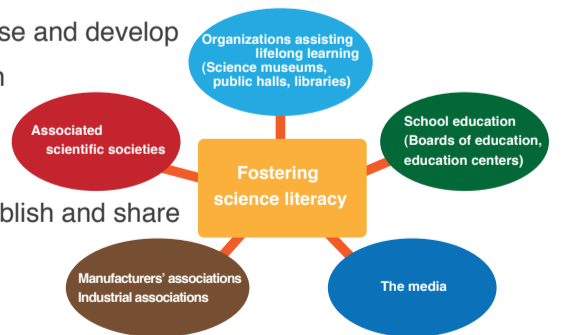 se and develop
Organizations assisting
lifelong learning
(Science museums,
public halls, libraries)
Associated
scientific societies
School education
(Boards of education,
education centers)
Fostering
science literacy
blish and share
Manufacturers’ associations
Industrial associations
The media